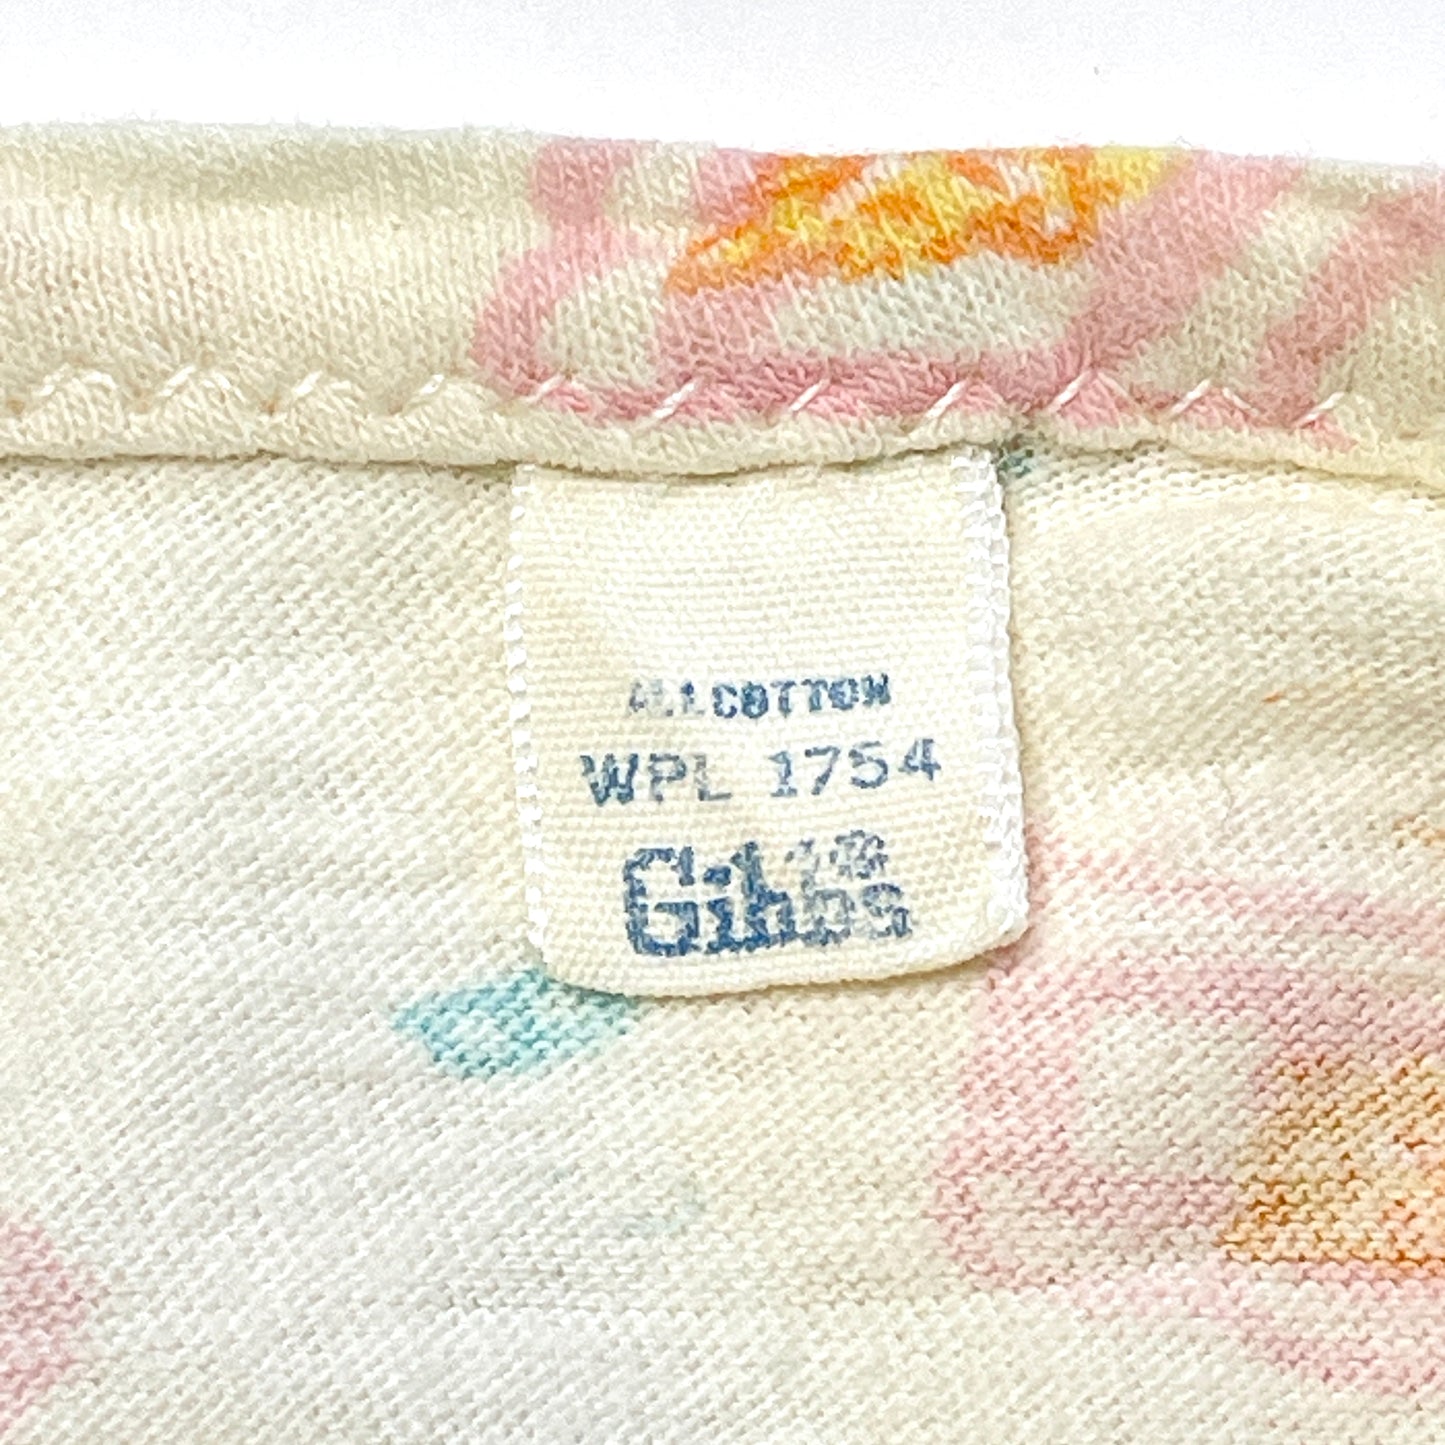 ALL COTTON
WPL 1754
Gibbs